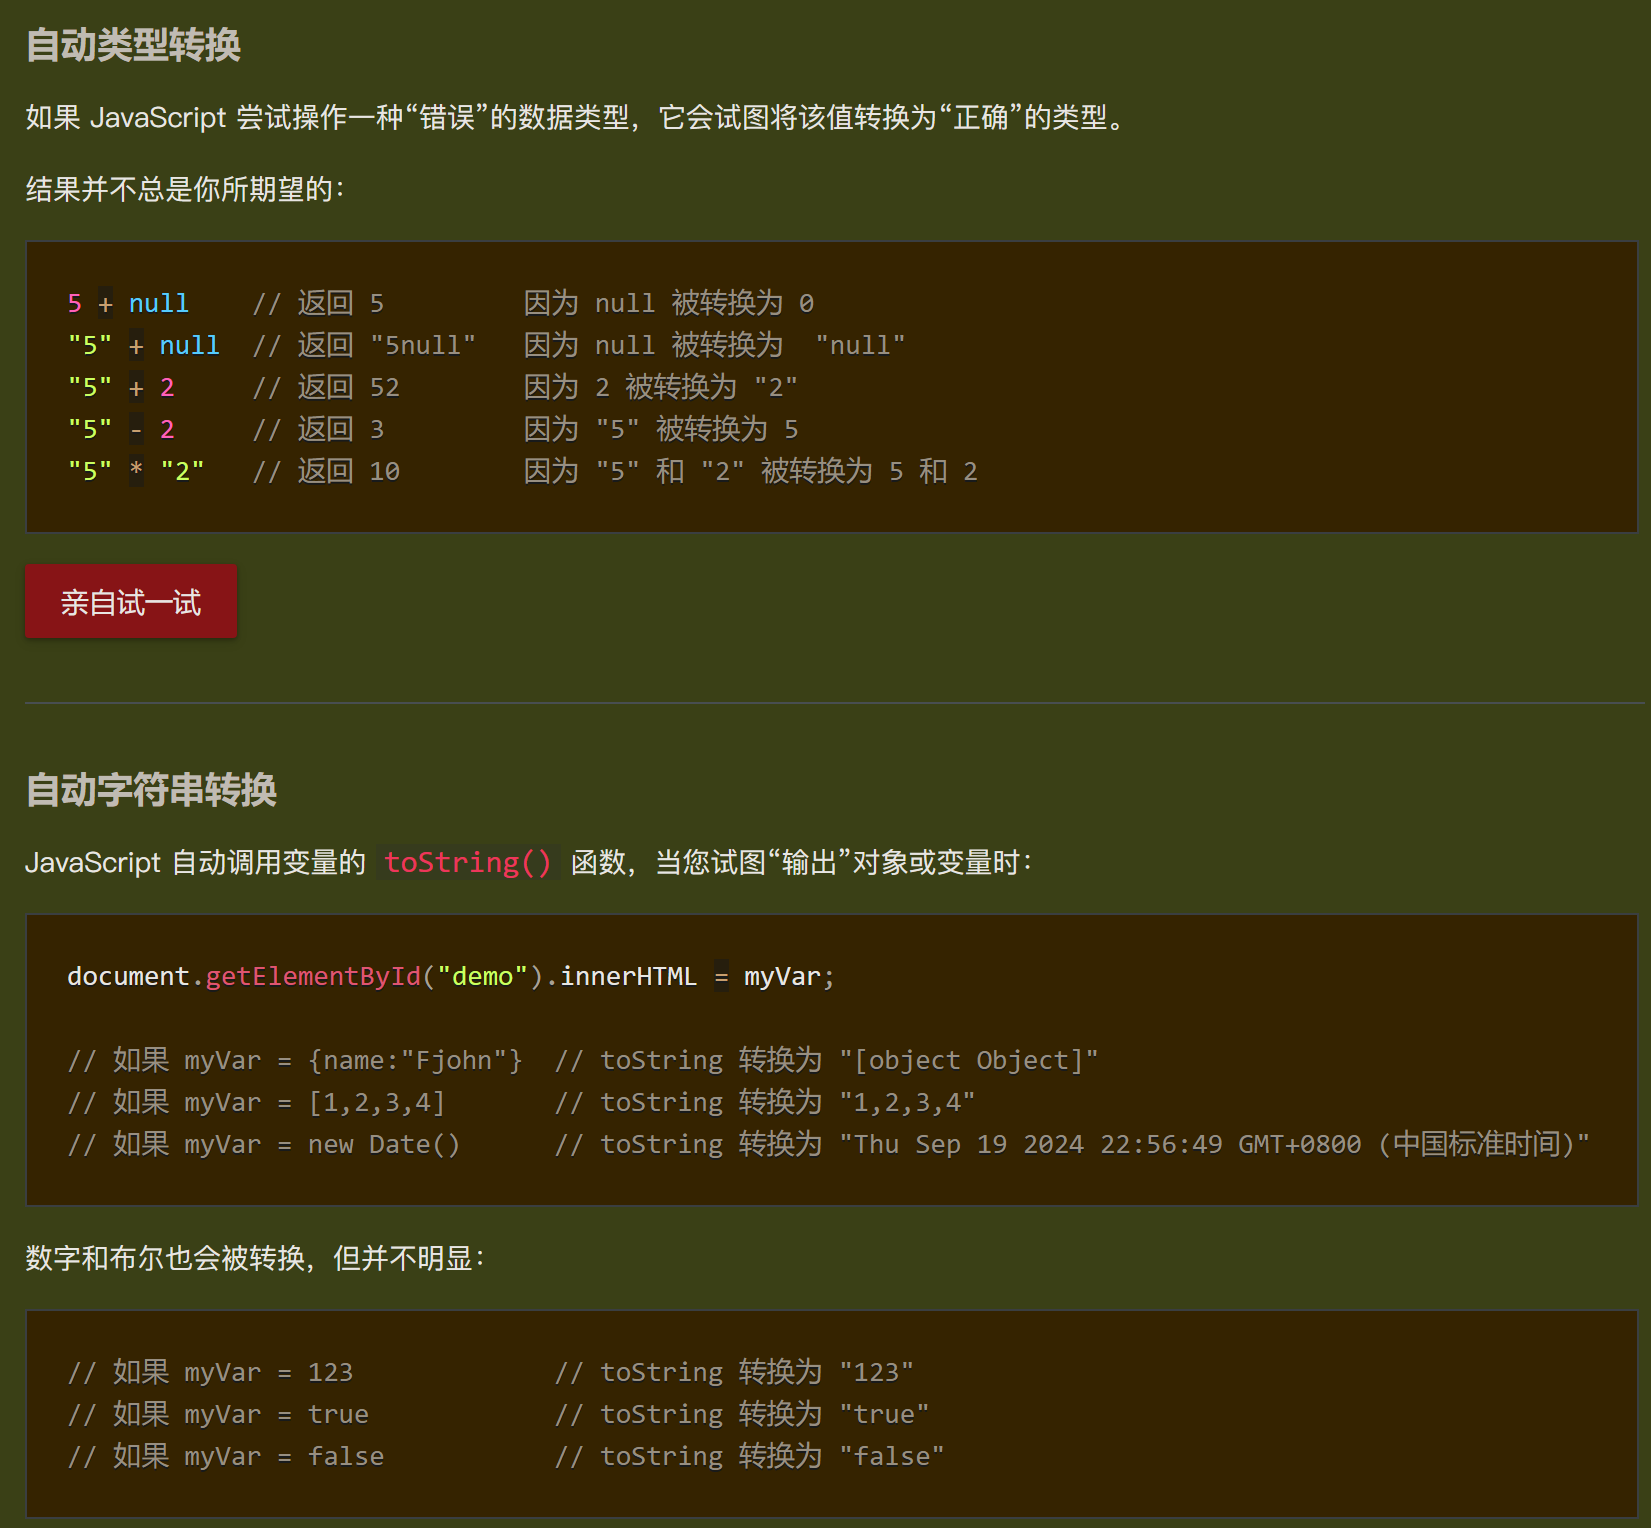 自动类型转换
如果 JavaScript 尝试操作一种“错误”的数据类型，它会试图将该值转换为“正确”的类型。
结果并不总是你所期望的：
5 + null    // 返回 5         因为 null 被转换为 0
"5" + null  // 返回 "5null"   因为 null 被转换为  "null"
"5" + 2     // 返回 52        因为 2 被转换为 "2"
"5" - 2     // 返回 3         因为 "5" 被转换为 5
"5" * "2"   // 返回 10        因为 "5" 和 "2" 被转换为 5 和 2
亲自试一试
自动字符串转换
JavaScript 自动调用变量的 toString() 函数，当您试图“输出”对象或变量时：
document.getElementById("demo").innerHTML = myVar;
// 如果 myVar = {name:"Fjohn"}  // toString 转换为 "[object Object]"
// 如果 myVar = [1,2,3,4]       // toString 转换为 "1,2,3,4"
// 如果 myVar = new Date()      // toString 转换为 "Thu Sep 19 2024 22:56:49 GMT+0800 (中国标准时间)"
数字和布尔也会被转换，但并不明显：
// 如果 myVar = 123             // toString 转换为 "123"
// 如果 myVar = true            // toString 转换为 "true"
// 如果 myVar = false           // toString 转换为 "false"